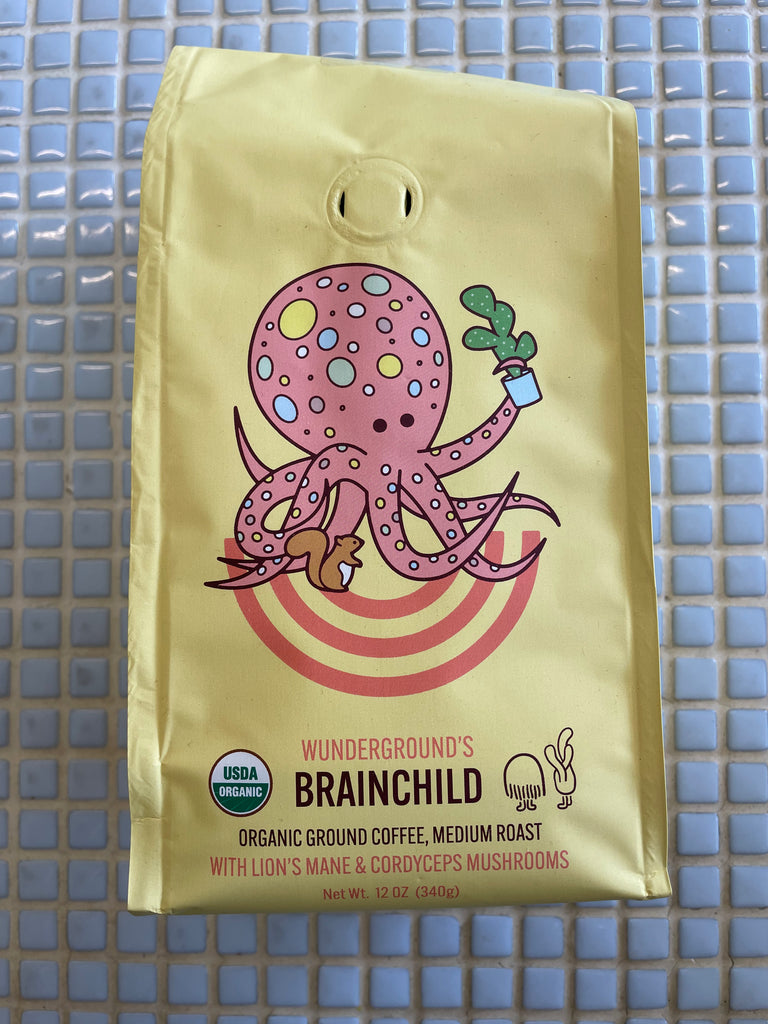 WUNDERGROUND'S
USDA
ORGANIC
BRAINCHILD
ORGANIC GROUND COFFEE, MEDIUM ROAST
WITH LION'S MANE & CORDYCEPS MUSHROOMS
Net Wt. 12 OZ (340g)